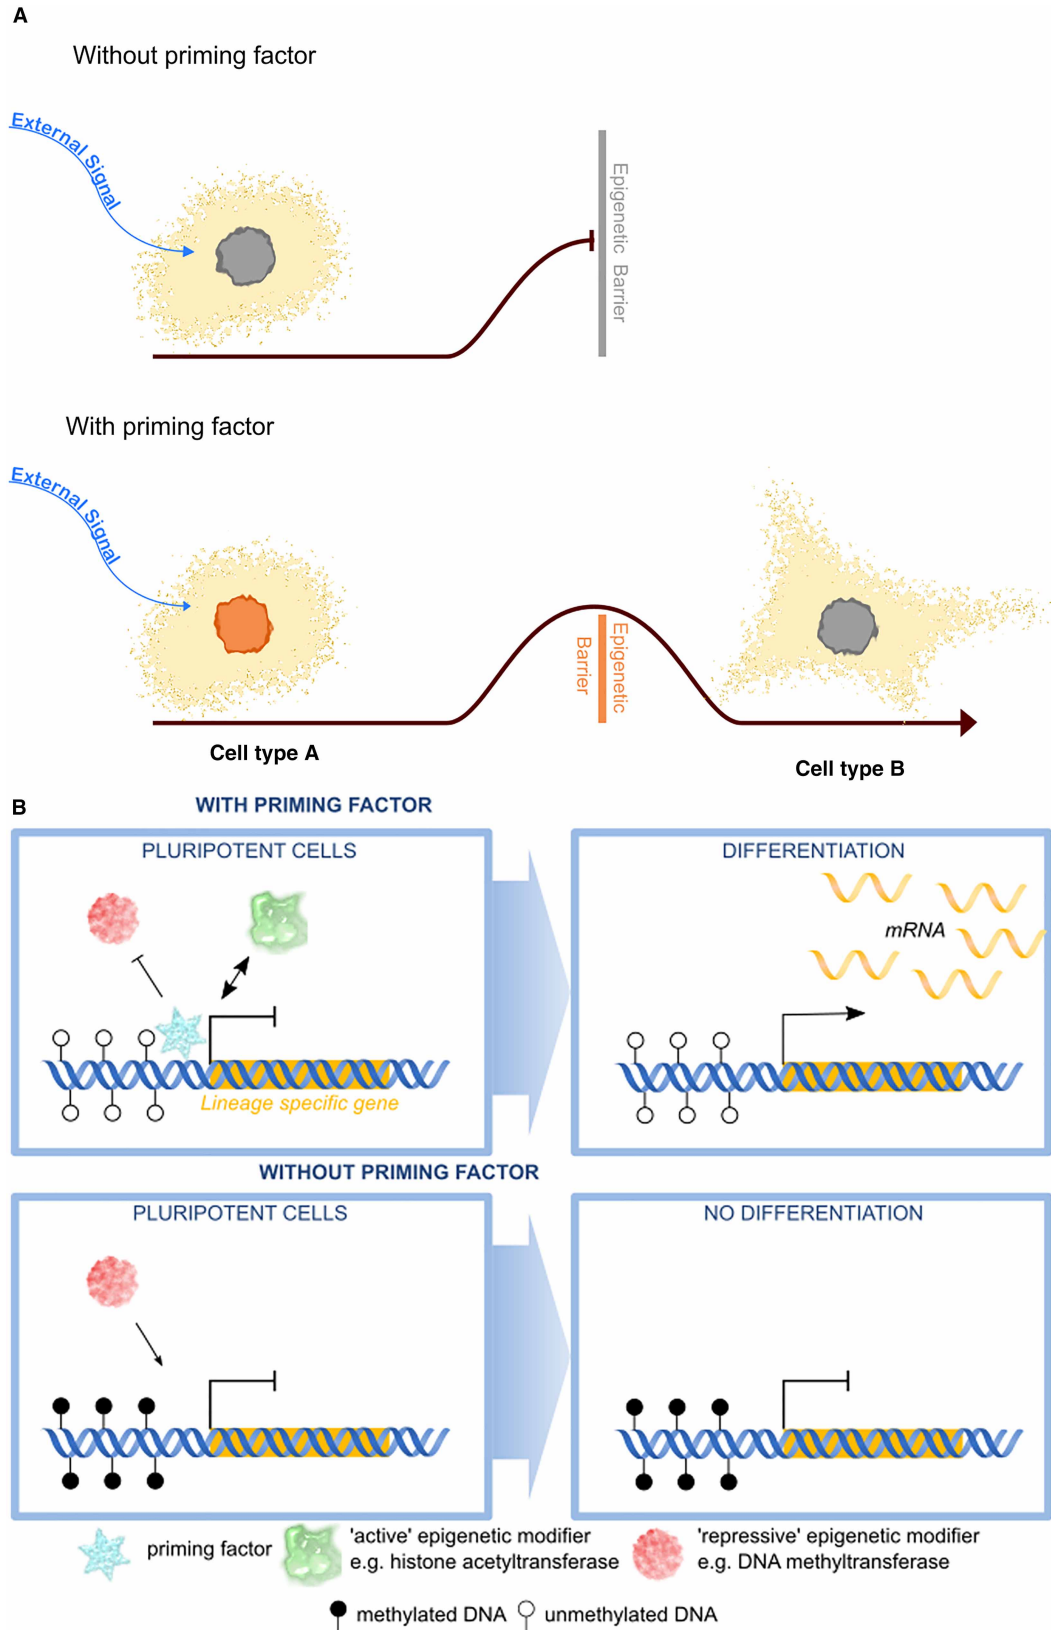 A
Without priming factor
External Signal
Epigenetic Barrier
With priming factor
External Signal
Epigenetic
Barrier
Cell type A
Cell type B
B
WITH PRIMING FACTOR
PLURIPOTENT CELLS
DIFFERENTIATION
mRNA
Lineage specific gene
WITHOUT PRIMING FACTOR
PLURIPOTENT CELLS
NO DIFFERENTIATION
priming factor
'active' epigenetic modifier
e.g. histone acetyltransferase
'repressive' epigenetic modifier
e.g. DNA methyltransferase
methylated DNA
unmethylated DNA